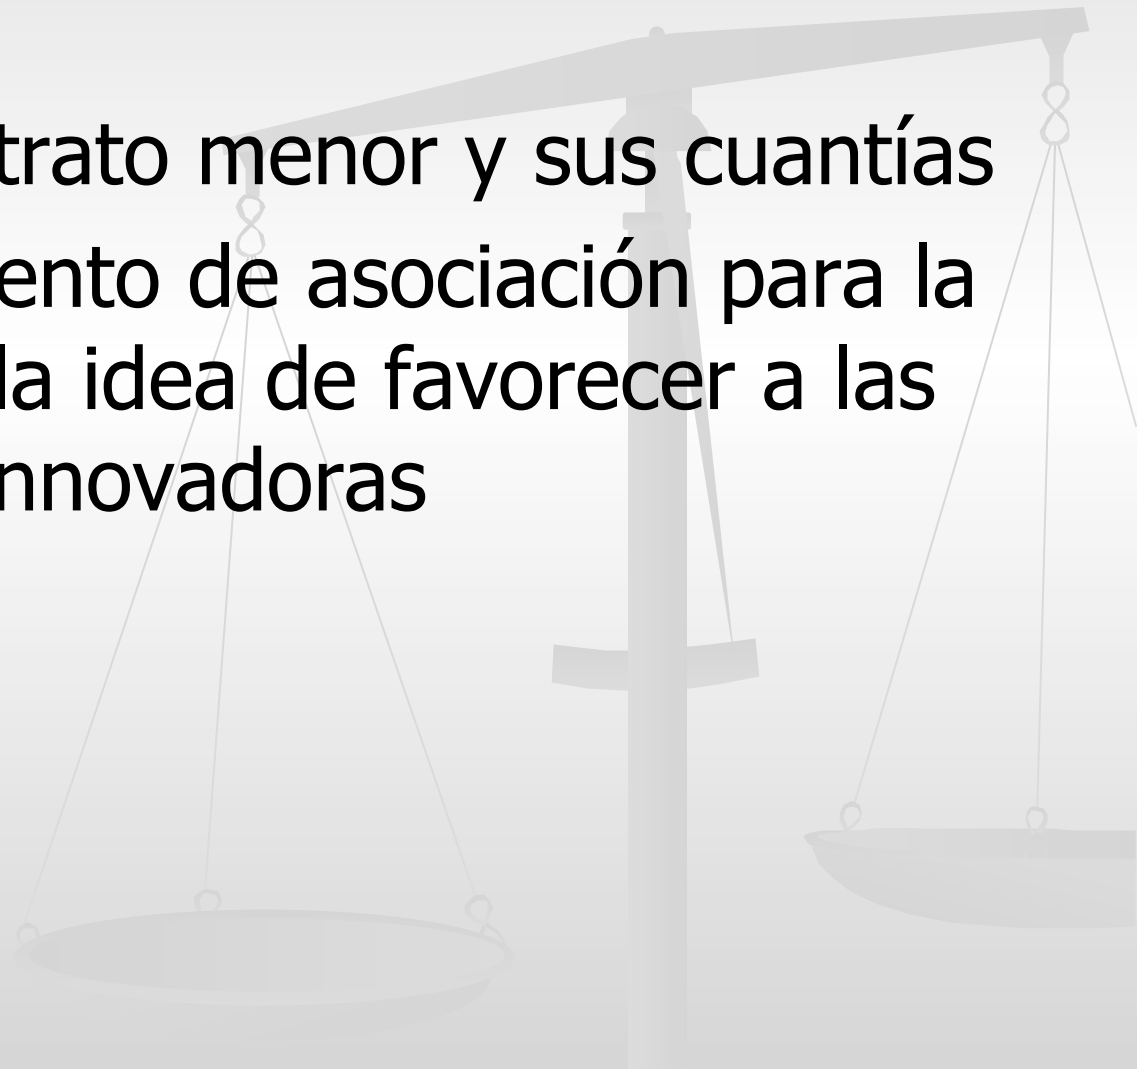 trato menor y sus cuantías
ento de asociación para la
la idea de favorecer a las
nnovadoras